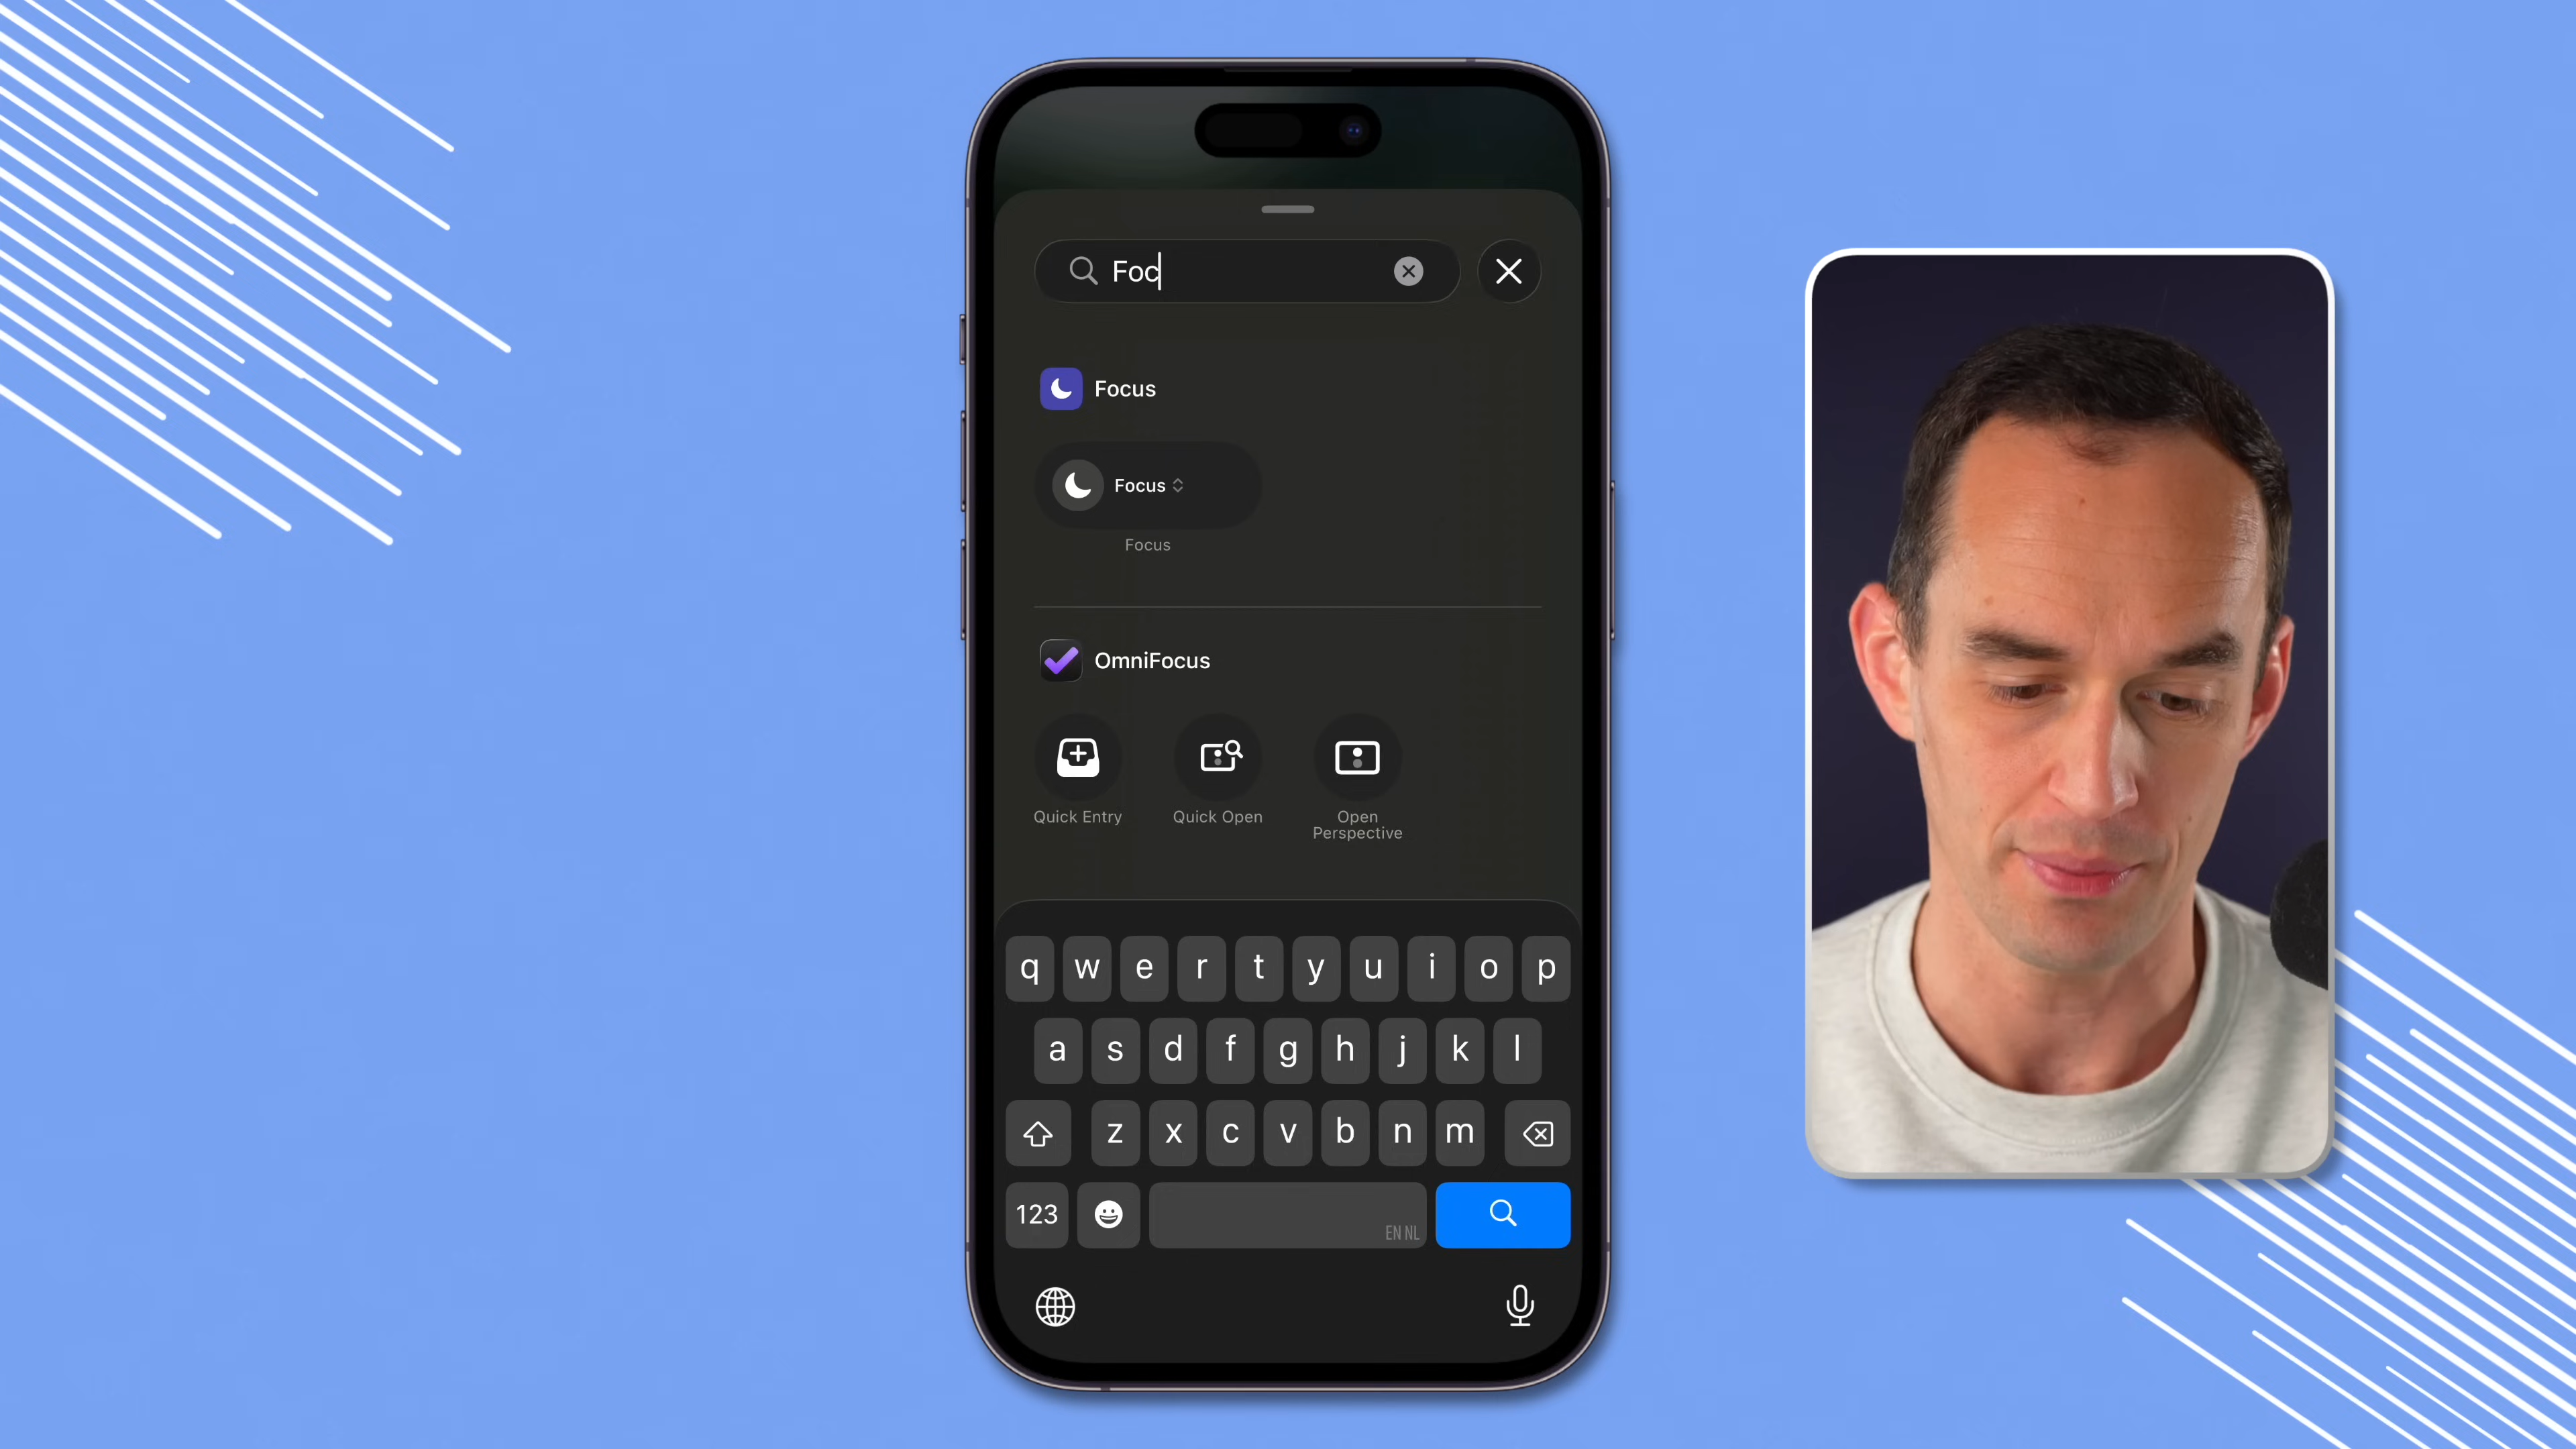 Foc
Focus
Focus
Focus
OmniFocus
Quick Entry
Quick Open
Open
Perspective
q w e r t y u i o p
a s d f g h j k l
z x c v b n m
123
EN NL